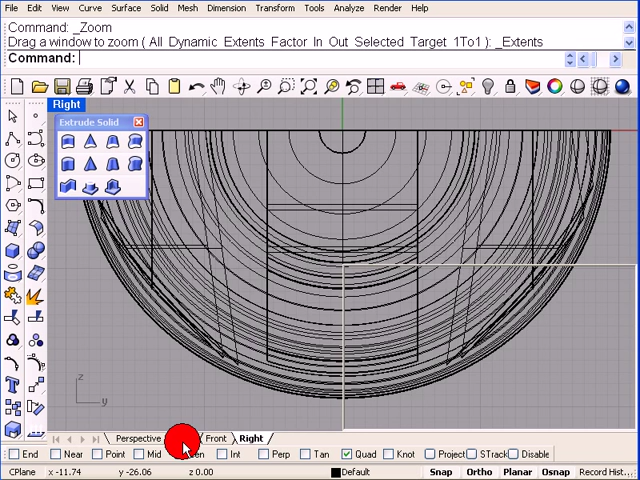 File Edit View Curve Surface Solid Mesh Dimension Transform Tools Analyze Render Help
Command: _Zoom
Drag a window to zoom ( All Dynamic Extents Factor In Out Selected Target 1To1 ): _Extents
Command:
Right
Extrude Solid
z
y
Perspective Front Right
End Near Point Mid Cen Int Perp Tan Quad Knot Project STrack Disable
CPlane x -11.74 y -26.06 z 0.00 Default Snap Ortho Planar Osnap Record Hist...